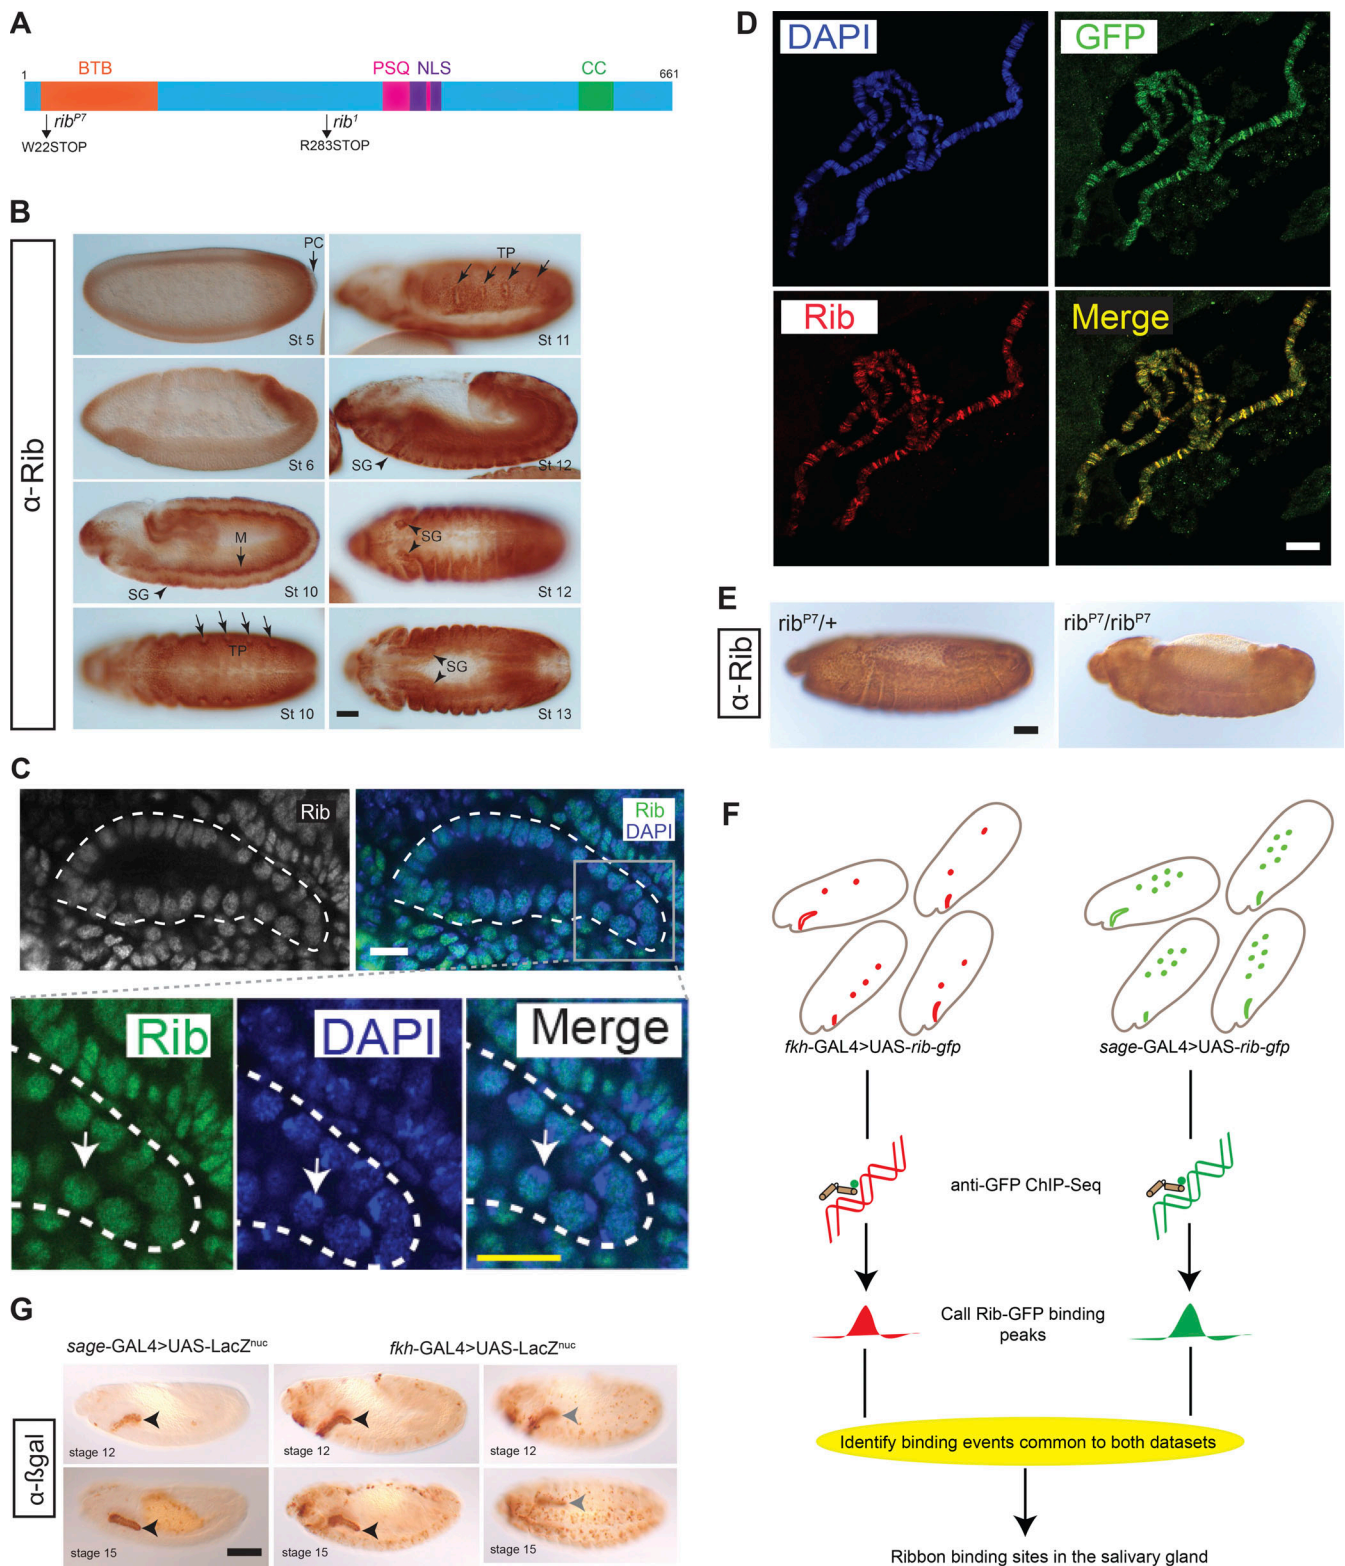 A
1
BTB
PSQ
NLS
CC
661
rib^P7
rib^1
W22STOP
R283STOP
B
α-Rib
PC
St 5
TP
St 11
St 6
SG
St 12
M
SG
St 10
SG
St 12
TP
St 10
SG
St 13
C
Rib
Rib
DAPI
Rib
DAPI
Merge
D
DAPI
GFP
Rib
Merge
E
α-Rib
rib^P7/+
rib^P7/rib^P7
F
fkh-GAL4>UAS-rib-gfp
sage-GAL4>UAS-rib-gfp
anti-GFP ChIP-Seq
Call Rib-GFP binding
peaks
Identify binding events common to both datasets
Ribbon binding sites in the salivary gland
G
sage-GAL4>UAS-LacZ^nuc
fkh-GAL4>UAS-LacZ^nuc
α-ßgal
stage 12
stage 12
stage 12
stage 15
stage 15
stage 15